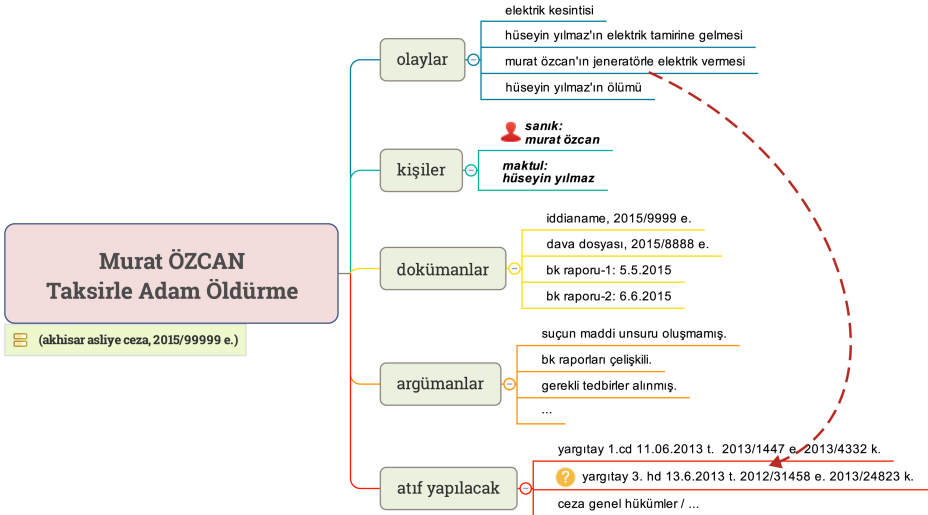 Murat ÖZCAN
Taksirle Adam Öldürme
(akhisar asliye ceza, 2015/99999 e.)
olaylar
elektrik kesintisi
hüseyin yılmaz'ın elektrik tamirine gelmesi
murat özcan'ın jeneratörle elektrik vermesi
hüseyin yılmaz'ın ölümü
kişiler
sanık:
murat özcan
maktul:
hüseyin yılmaz
dokümanlar
iddianame, 2015/9999 e.
dava dosyası, 2015/8888 e.
bk raporu-1: 5.5.2015
bk raporu-2: 6.6.2015
argümanlar
suçun maddi unsuru oluşmamış.
bk raporları çelişkili.
gerekli tedbirler alınmış.
...
atıf yapılacak
yargıtay 1.cd 11.06.2013 t. 2013/1447 e. 2013/4332 k.
? yargıtay 3. hd 13.6.2013 t. 2012/31458 e. 2013/24823 k.
ceza genel hükümler / ...